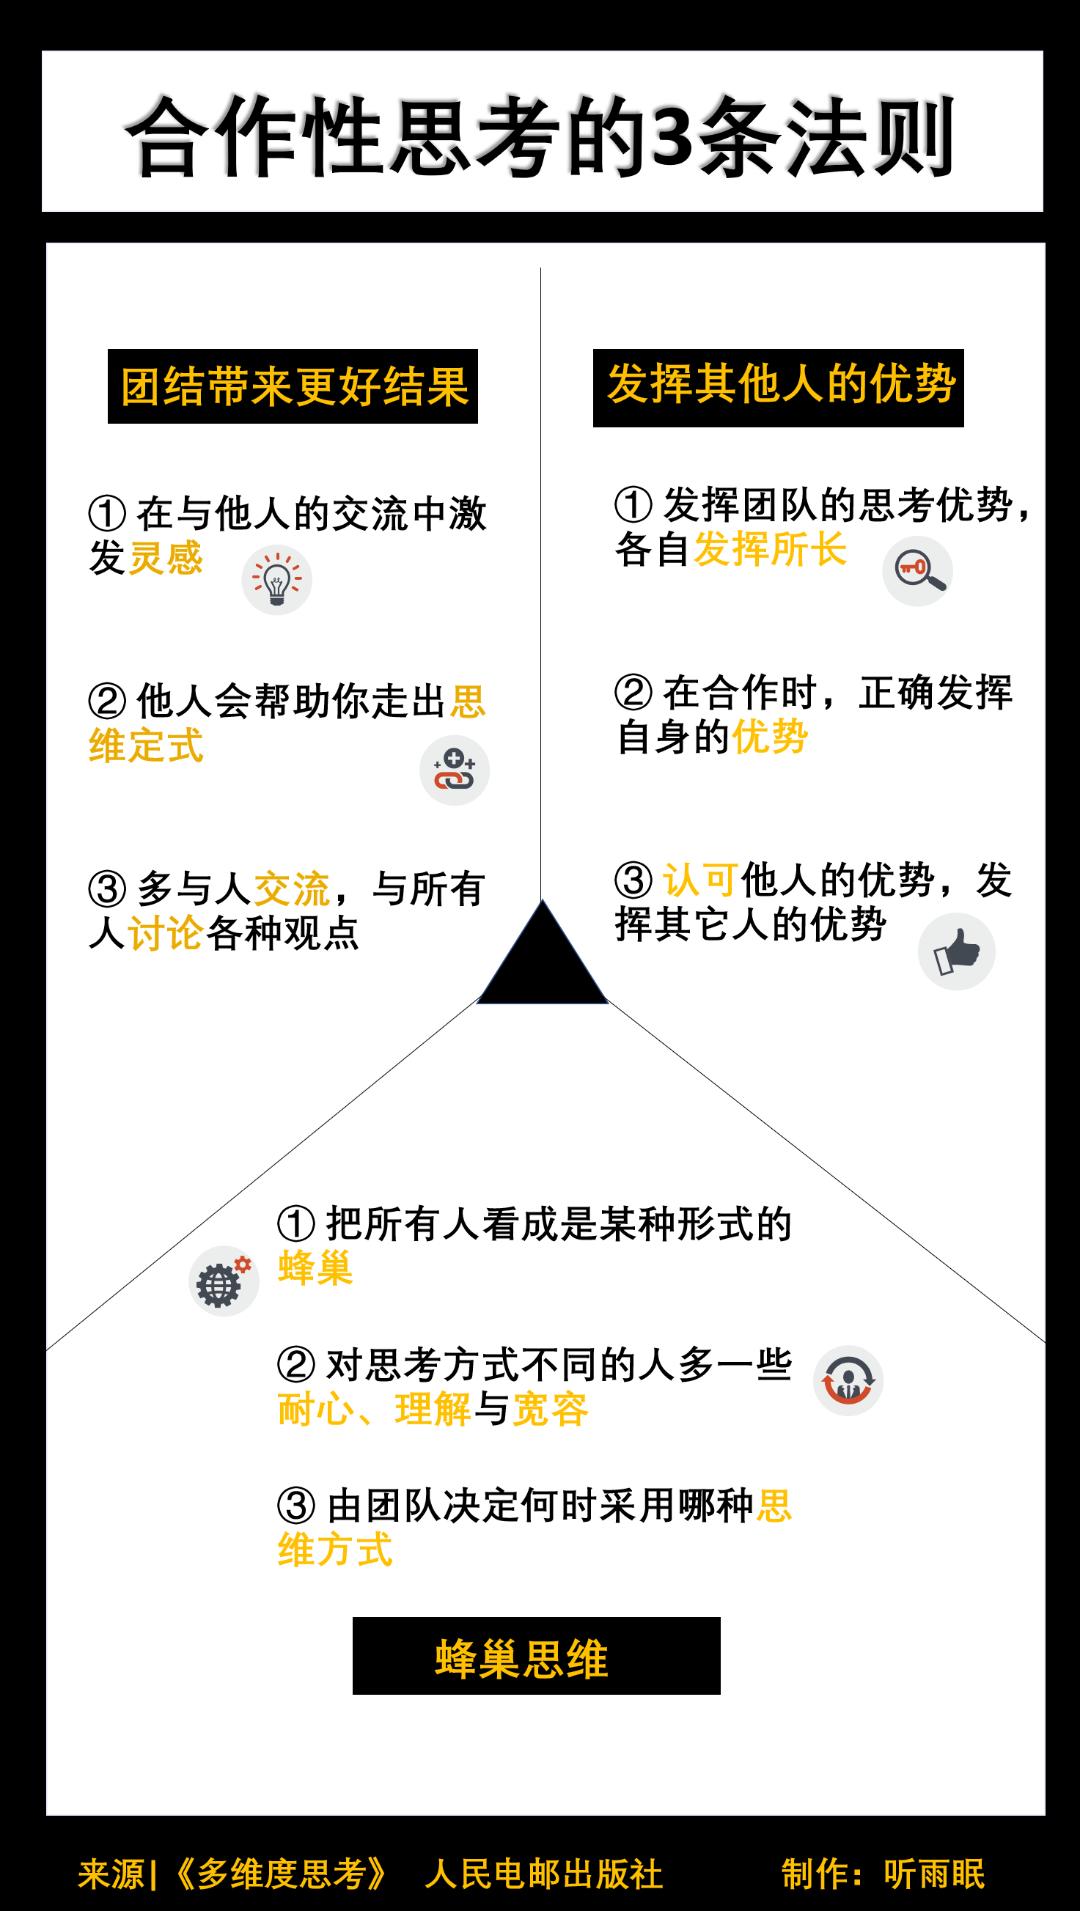 合作性思考的3条法则
团结带来更好结果
① 在与他人的交流中激
发灵感
② 他人会帮助你走出思
维定式
③ 多与人交流，与所有
人讨论各种观点
发挥其他人的优势
① 发挥团队的思考优势，
各自发挥所长
② 在合作时，正确发挥
自身的优势
③ 认可他人的优势，发
挥其它人的优势
① 把所有人看成是某种形式的
蜂巢
② 对思考方式不同的人多一些
耐心、理解与宽容
③ 由团队决定何时采用哪种思
维方式
蜂巢思维
来源|《多维度思考》 人民电邮出版社 制作：听雨眠